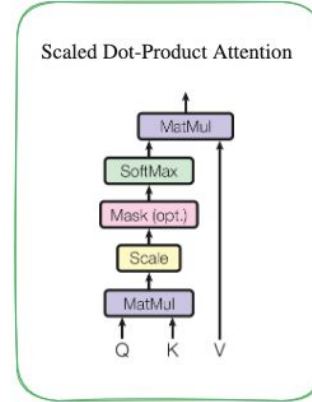 Scaled Dot-Product Attention
MatMul
SoftMax
Mask (opt.)
Scale
MatMul
Q K V